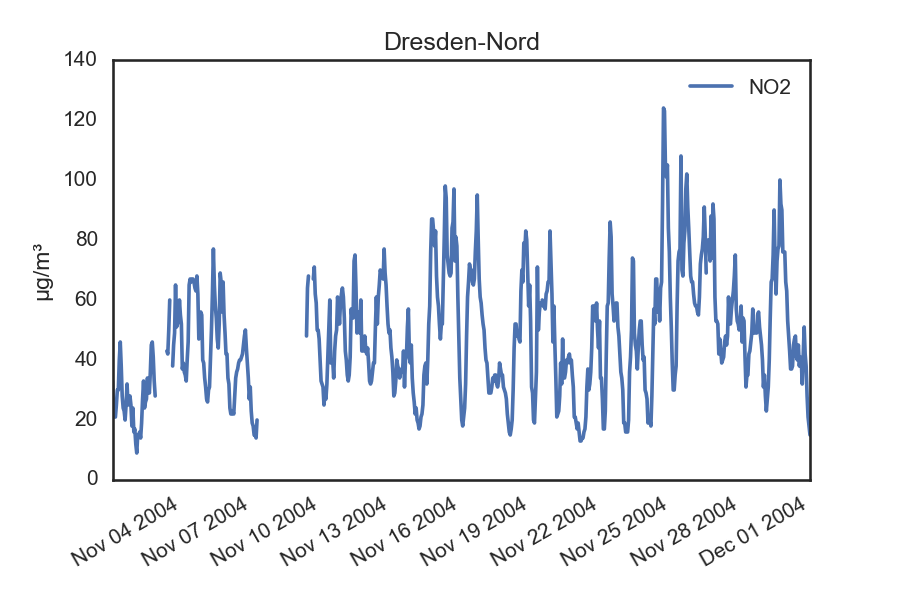 Dresden-Nord
NO2
µg/m³
140
120
100
80
60
40
20
0
Nov 04 2004
Nov 07 2004
Nov 10 2004
Nov 13 2004
Nov 16 2004
Nov 19 2004
Nov 22 2004
Nov 25 2004
Nov 28 2004
Dec 01 2004